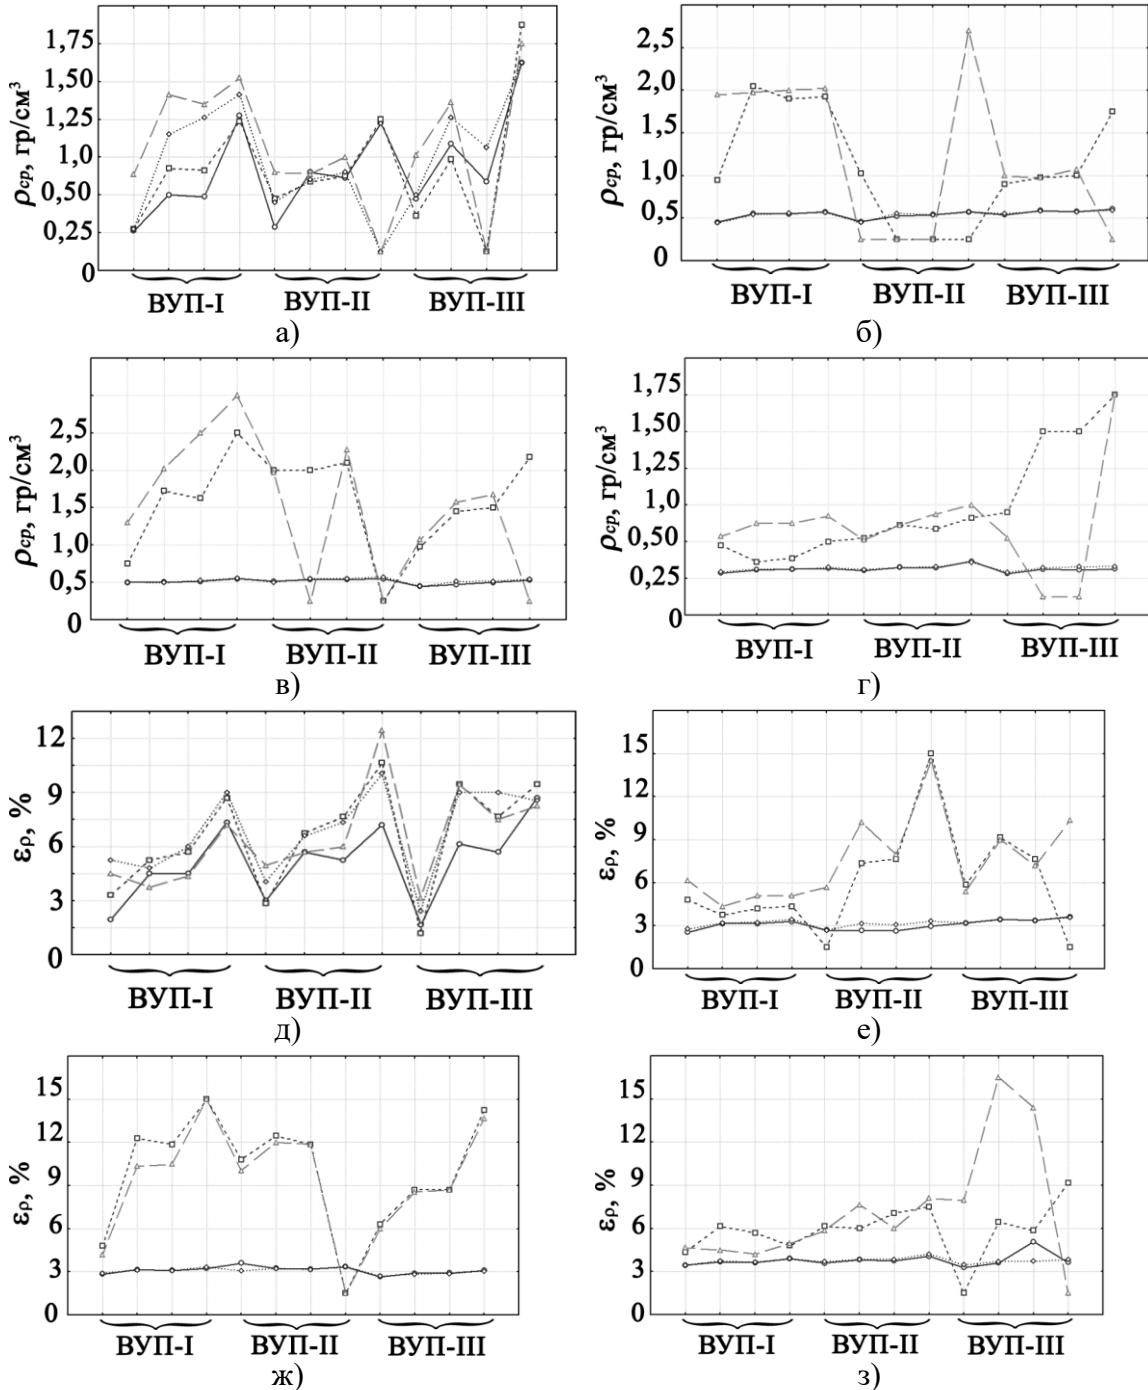 ρср, гр/см³
1,75
1,50
1,25
1,0
0,50
0,25
0
ВУП-I
ВУП-II
ВУП-III
а)
ρср, гр/см³
2,5
2,0
1,5
1,0
0,5
0
ВУП-I
ВУП-II
ВУП-III
б)
ρср, гр/см³
2,5
2,0
1,5
1,0
0,5
0
ВУП-I
ВУП-II
ВУП-III
в)
ρср, гр/см³
1,75
1,50
1,25
1,0
0,50
0,25
0
ВУП-I
ВУП-II
ВУП-III
г)
ερ, %
12
9
6
3
0
ВУП-I
ВУП-II
ВУП-III
д)
ερ, %
15
12
9
6
3
0
ВУП-I
ВУП-II
ВУП-III
е)
ερ, %
15
12
9
6
3
0
ВУП-I
ВУП-II
ВУП-III
ж)
ερ, %
15
12
9
6
3
0
ВУП-I
ВУП-II
ВУП-III
з)